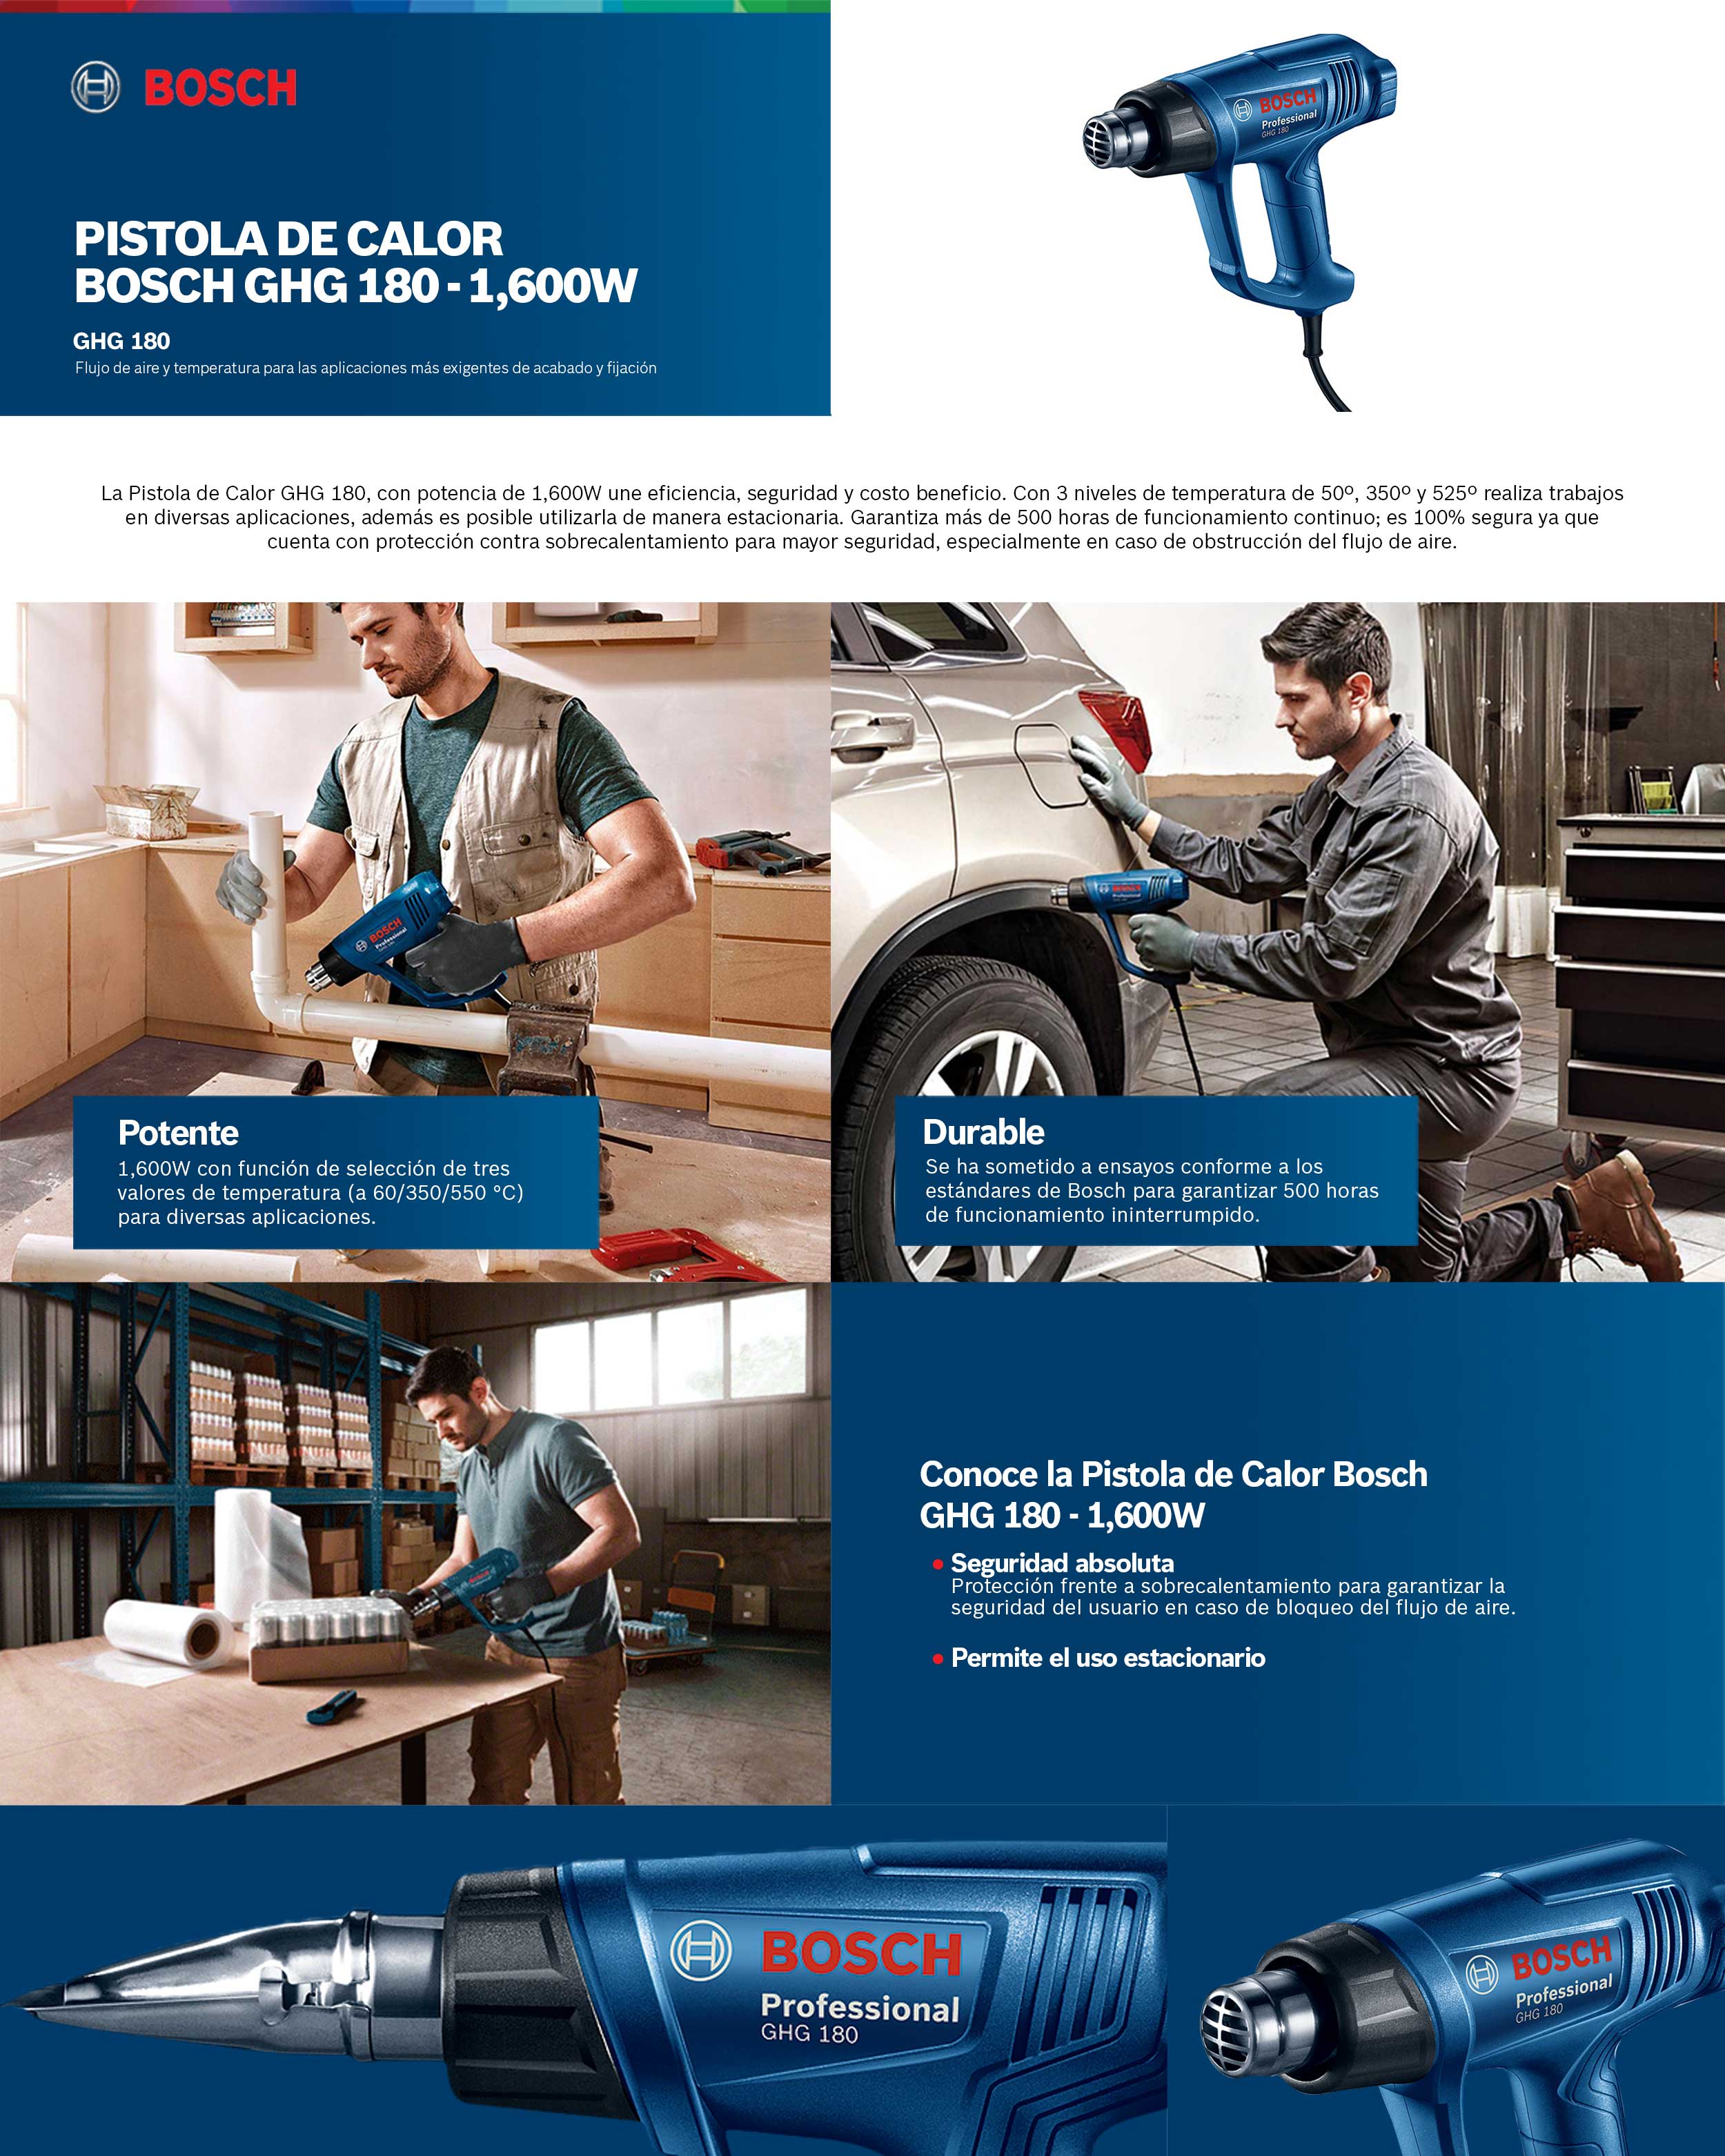 BOSCH
BOSCH
Professional
GHG 180
PISTOLA DE CALOR
BOSCH GHG 180 - 1,600W
GHG 180
Flujo de aire y temperatura para las aplicaciones más exigentes de acabado y fijación
La Pistola de Calor GHG 180, con potencia de 1,600W une eficiencia, seguridad y costo beneficio. Con 3 niveles de temperatura de 50º, 350º y 525º realiza trabajos
en diversas aplicaciones, además es posible utilizarla de manera estacionaria. Garantiza más de 500 horas de funcionamiento continuo; es 100% segura ya que
cuenta con protección contra sobrecalentamiento para mayor seguridad, especialmente en caso de obstrucción del flujo de aire.
BOSCH
Professional
GHG 180
BOSCH
Professional
Potente
1,600W con función de selección de tres
valores de temperatura (a 60/350/550 °C)
para diversas aplicaciones.
Durable
Se ha sometido a ensayos conforme a los
estándares de Bosch para garantizar 500 horas
de funcionamiento ininterrumpido.
BOSCH
Conoce la Pistola de Calor Bosch
GHG 180 - 1,600W
• Seguridad absoluta
Protección frente a sobrecalentamiento para garantizar la
seguridad del usuario en caso de bloqueo del flujo de aire.
• Permite el uso estacionario
BOSCH
Professional
GHG 180
BOSCH
Professional
GHG 180